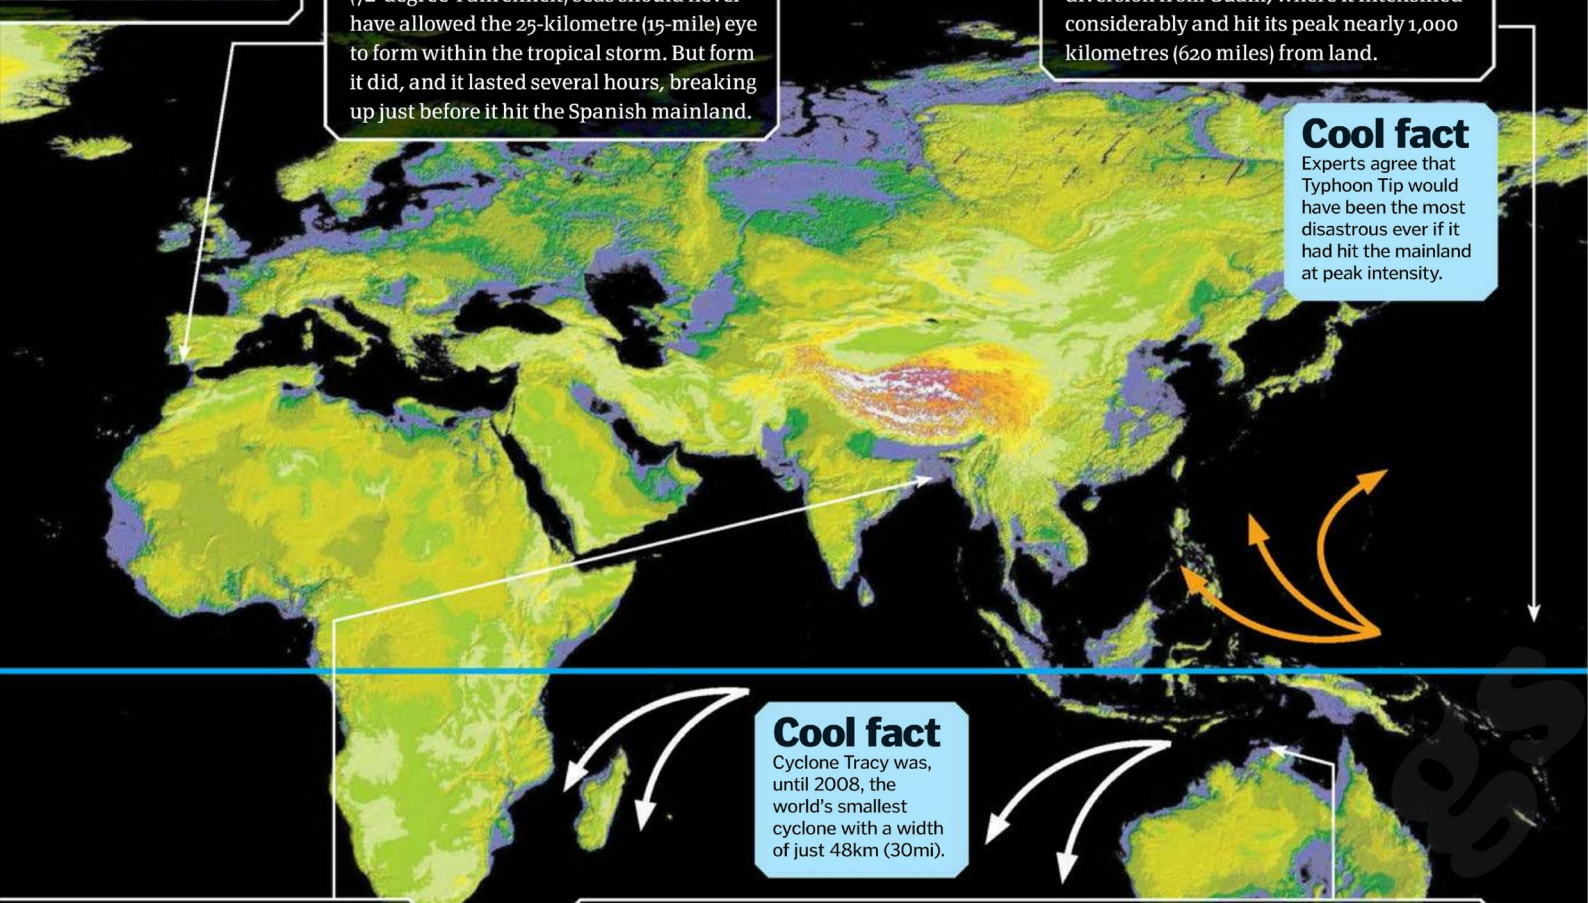 have allowed the 25-kilometre (15-mile) eye
to form within the tropical storm. But form
it did, and it lasted several hours, breaking
up just before it hit the Spanish mainland.
considerably and hit its peak nearly 1,000
kilometres (620 miles) from land.
Cool fact
Experts agree that
Typhoon Tip would
have been the most
disastrous ever if it
had hit the mainland
at peak intensity.
Cool fact
Cyclone Tracy was,
until 2008, the
world's smallest
cyclone with a width
of just 48km (30mi).